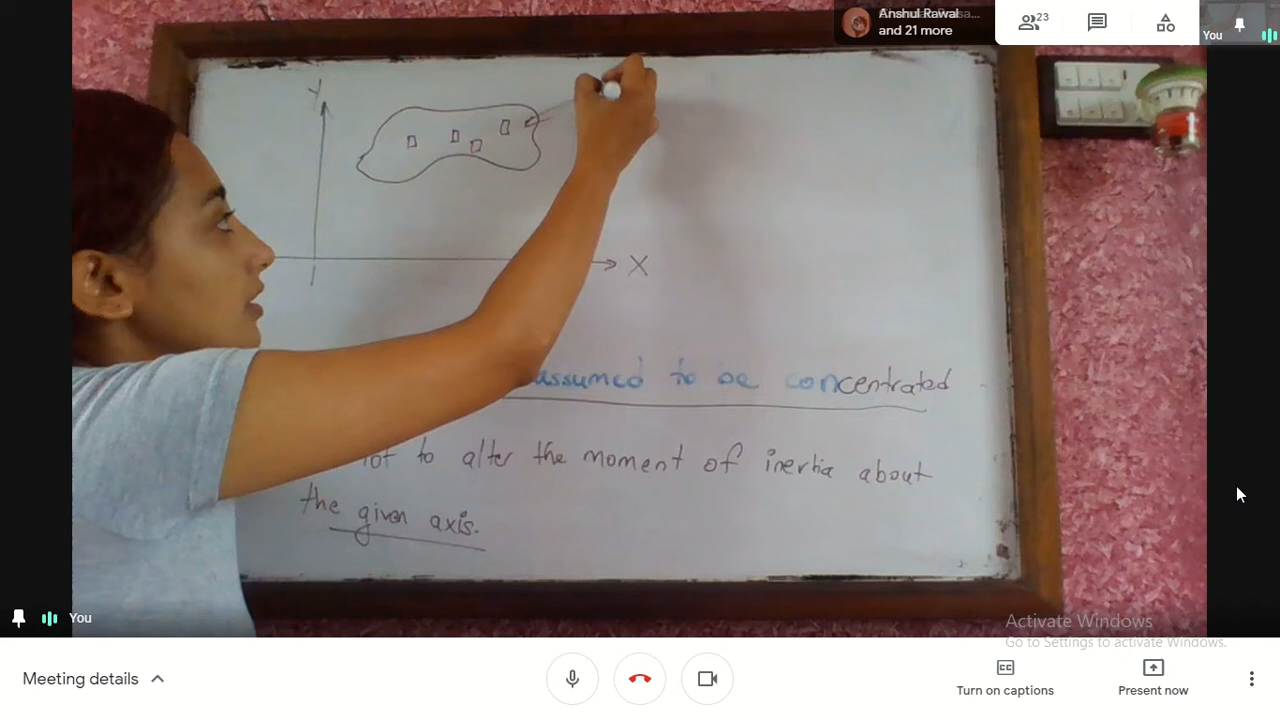 Anshul Rawal
and 21 more
23
You
Y
X
assumed to be concentrated
to alter the moment of inertia about
the given axis.
You
Activate Windows
Go to Settings to activate Windows.
Meeting details
CC
Turn on captions
Present now